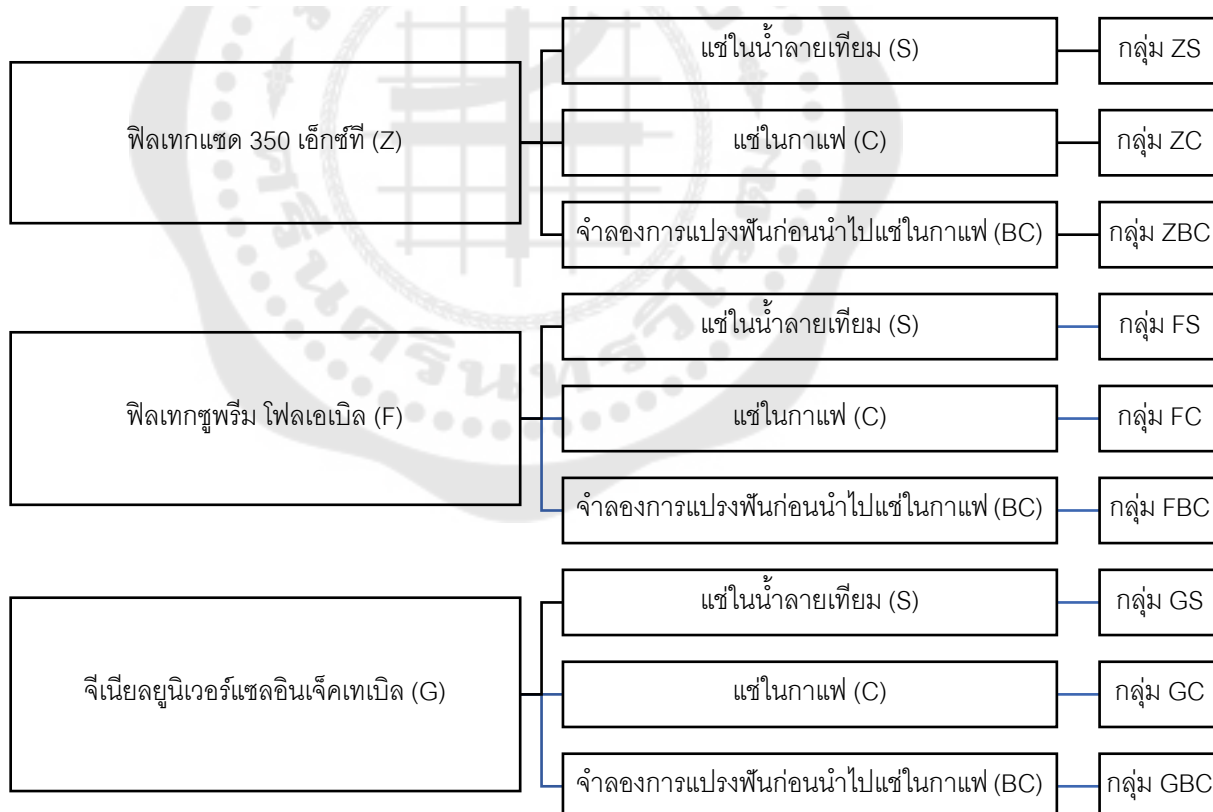 ฟิลเทกแซด 350 เอ็กซ์ที (Z)
แช่ในน้ำลายเทียม (S)
กลุ่ม ZS
แช่ในกาแฟ (C)
กลุ่ม ZC
จำลองการแปรงฟันก่อนนำไปแช่ในกาแฟ (BC)
กลุ่ม ZBC
ฟิลเทกซูพรีม โฟลเอเบิล (F)
แช่ในน้ำลายเทียม (S)
กลุ่ม FS
แช่ในกาแฟ (C)
กลุ่ม FC
จำลองการแปรงฟันก่อนนำไปแช่ในกาแฟ (BC)
กลุ่ม FBC
จีเนียลยูนิเวอร์แซลอินเจ็คเทเบิล (G)
แช่ในน้ำลายเทียม (S)
กลุ่ม GS
แช่ในกาแฟ (C)
กลุ่ม GC
จำลองการแปรงฟันก่อนนำไปแช่ในกาแฟ (BC)
กลุ่ม GBC